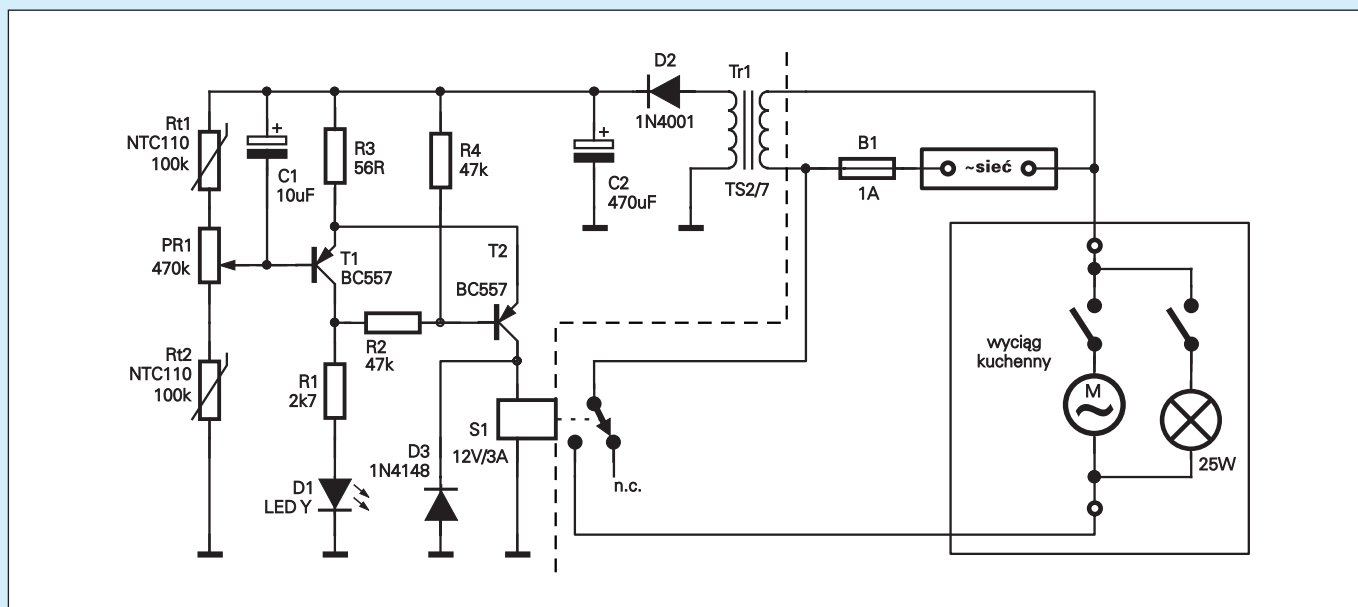 Rt1
NTC110
100k
+
C1
10uF
R3
56R
R4
47k
D2
1N4001
Tr1
TS2/7
+
C2
470uF
B1
1A
~sieć
PR1
470k
T1
BC557
T2
BC557
Rt2
NTC110
100k
R2
47k
R1
2k7
D1
LED Y
D3
1N4148
S1
12V/3A
n.c.
wyciąg
kuchenny
M
25W